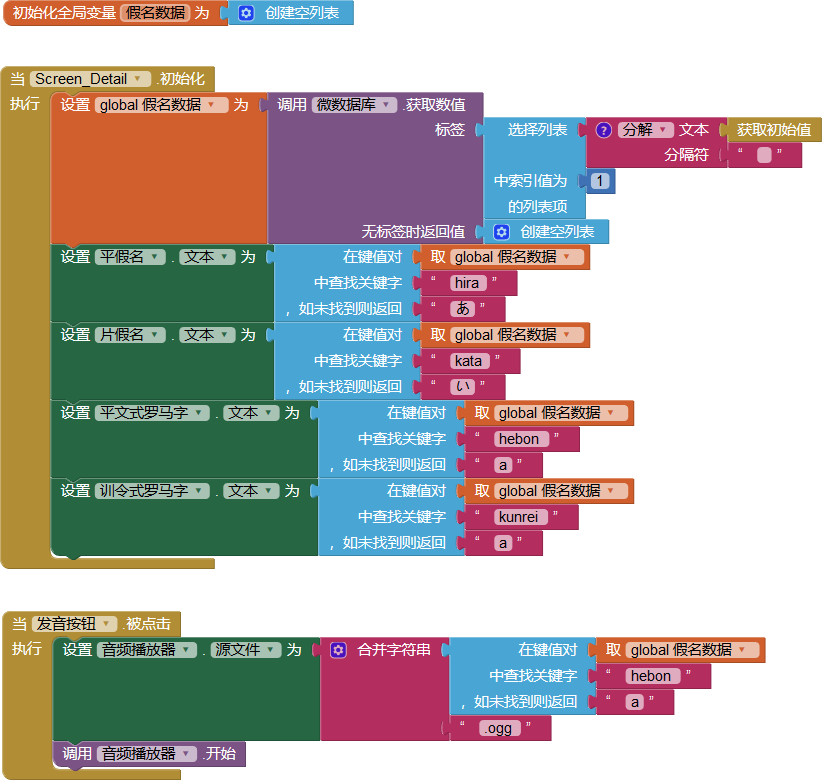 初始化全局变量 假名数据 为 创建空列表
当 Screen_Detail .初始化
执行 设置 global 假名数据 为 调用 微数据库 .获取数值
标签 选择列表 ? 分解 文本 获取初始值
分隔符 “ ”
中索引值为 1
的列表项
无标签时返回值 创建空列表
设置 平假名 . 文本 为 在键值对 取 global 假名数据
中查找关键字 “ hira ”
，如未找到则返回 “ あ ”
设置 片假名 . 文本 为 在键值对 取 global 假名数据
中查找关键字 “ kata ”
，如未找到则返回 “ い ”
设置 平文式罗马字 . 文本 为 在键值对 取 global 假名数据
中查找关键字 “ hebon ”
，如未找到则返回 “ a ”
设置 训令式罗马字 . 文本 为 在键值对 取 global 假名数据
中查找关键字 “ kunrei ”
，如未找到则返回 “ a ”
当 发音按钮 .被点击
执行 设置 音频播放器 . 源文件 为 合并字符串 在键值对 取 global 假名数据
中查找关键字 “ hebon ”
，如未找到则返回 “ a ”
“ .ogg ”
调用 音频播放器 .开始